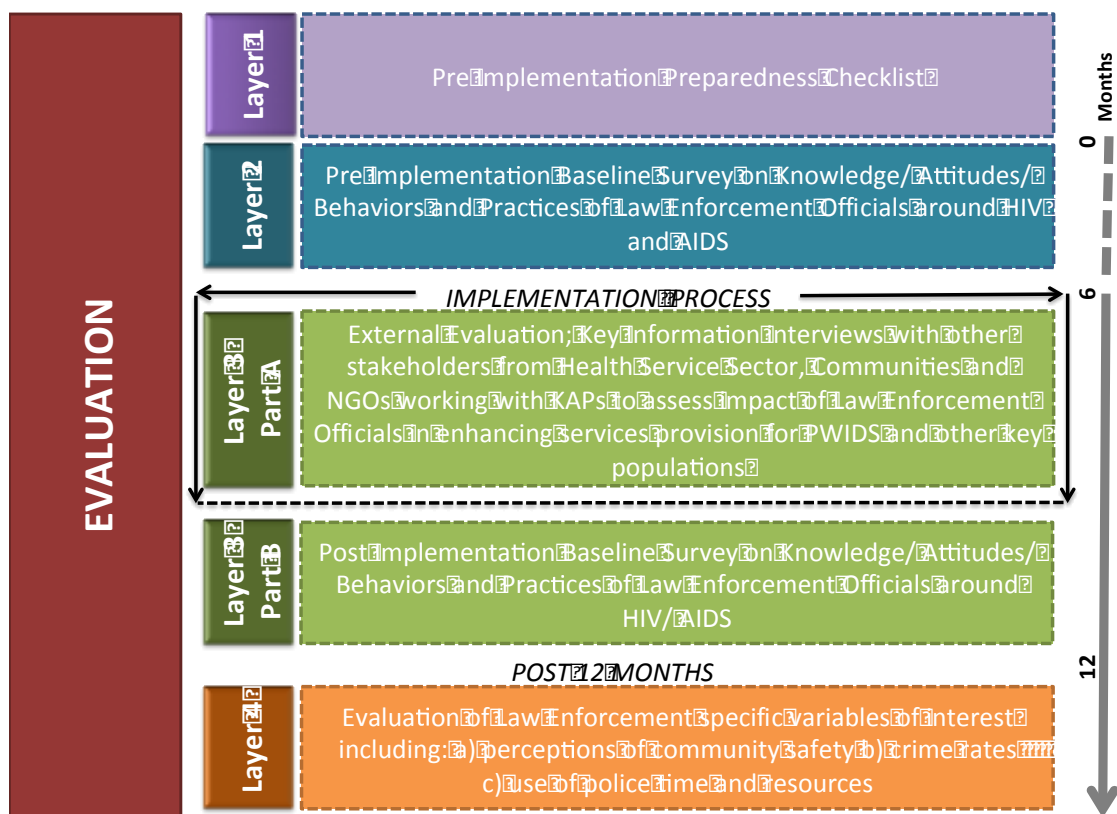 EVALUATION
Layer 1
Pre Implementation Preparedness Checklist
Months
0
Layer 2
Pre Implementation Baseline Survey on Knowledge/ Attitudes/
Behaviors and Practices of Law Enforcement Officials around HIV
and AIDS
IMPLEMENTATION PROCESS
6
Layer 3
Part A
External Evaluation; Key Information Interviews with other
stakeholders from Health Service Sector, Communities and
NGOs working with KAPs to assess impact of Law Enforcement
Officials in enhancing services provision for PWIDS and other key
populations
Layer 3
Part B
Post Implementation Baseline Survey on Knowledge/ Attitudes/
Behaviors and Practices of Law Enforcement Officials around
HIV/ AIDS
12
POST 12 MONTHS
Layer 4
Evaluation of Law Enforcement specific variables of interest
including: a) perceptions of community safety b) crime rates
c) use of police time and resources